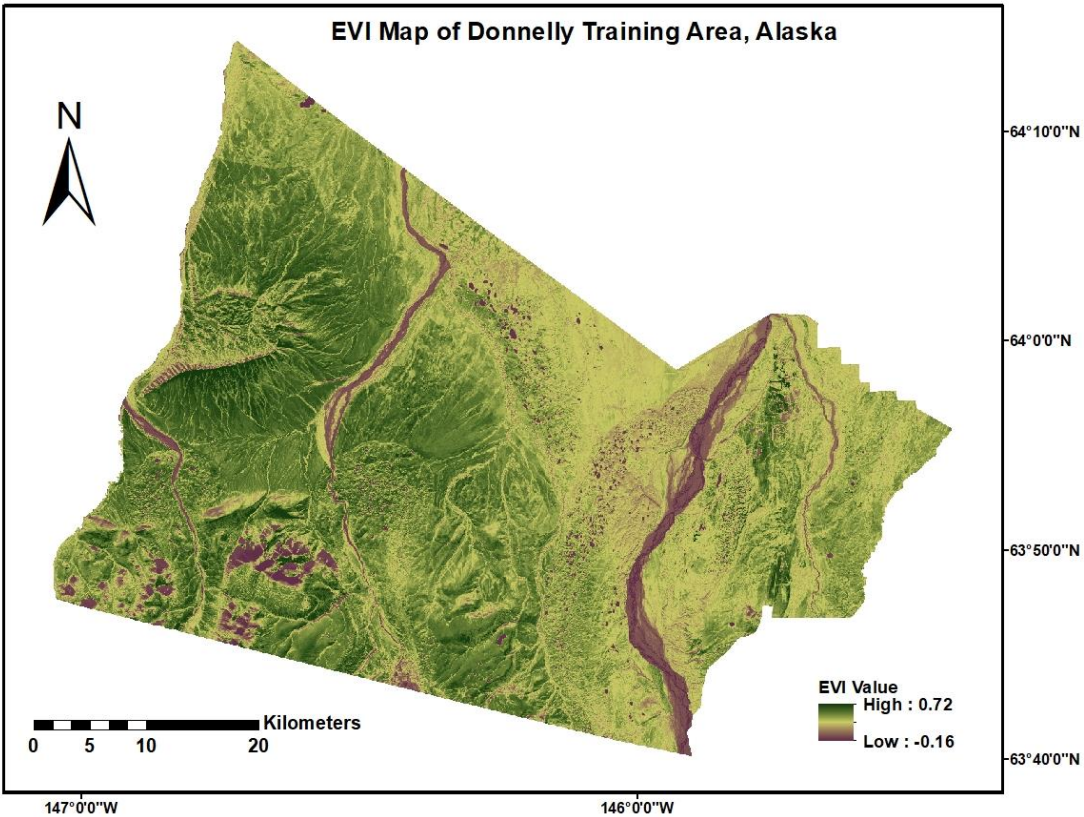 EVI Map of Donnelly Training Area, Alaska
N
64°10'0"N
64°0'0"N
63°50'0"N
EVI Value
High : 0.72
Low : -0.16
Kilometers
0 5 10 20
63°40'0"N
147°0'0"W 146°0'0"W